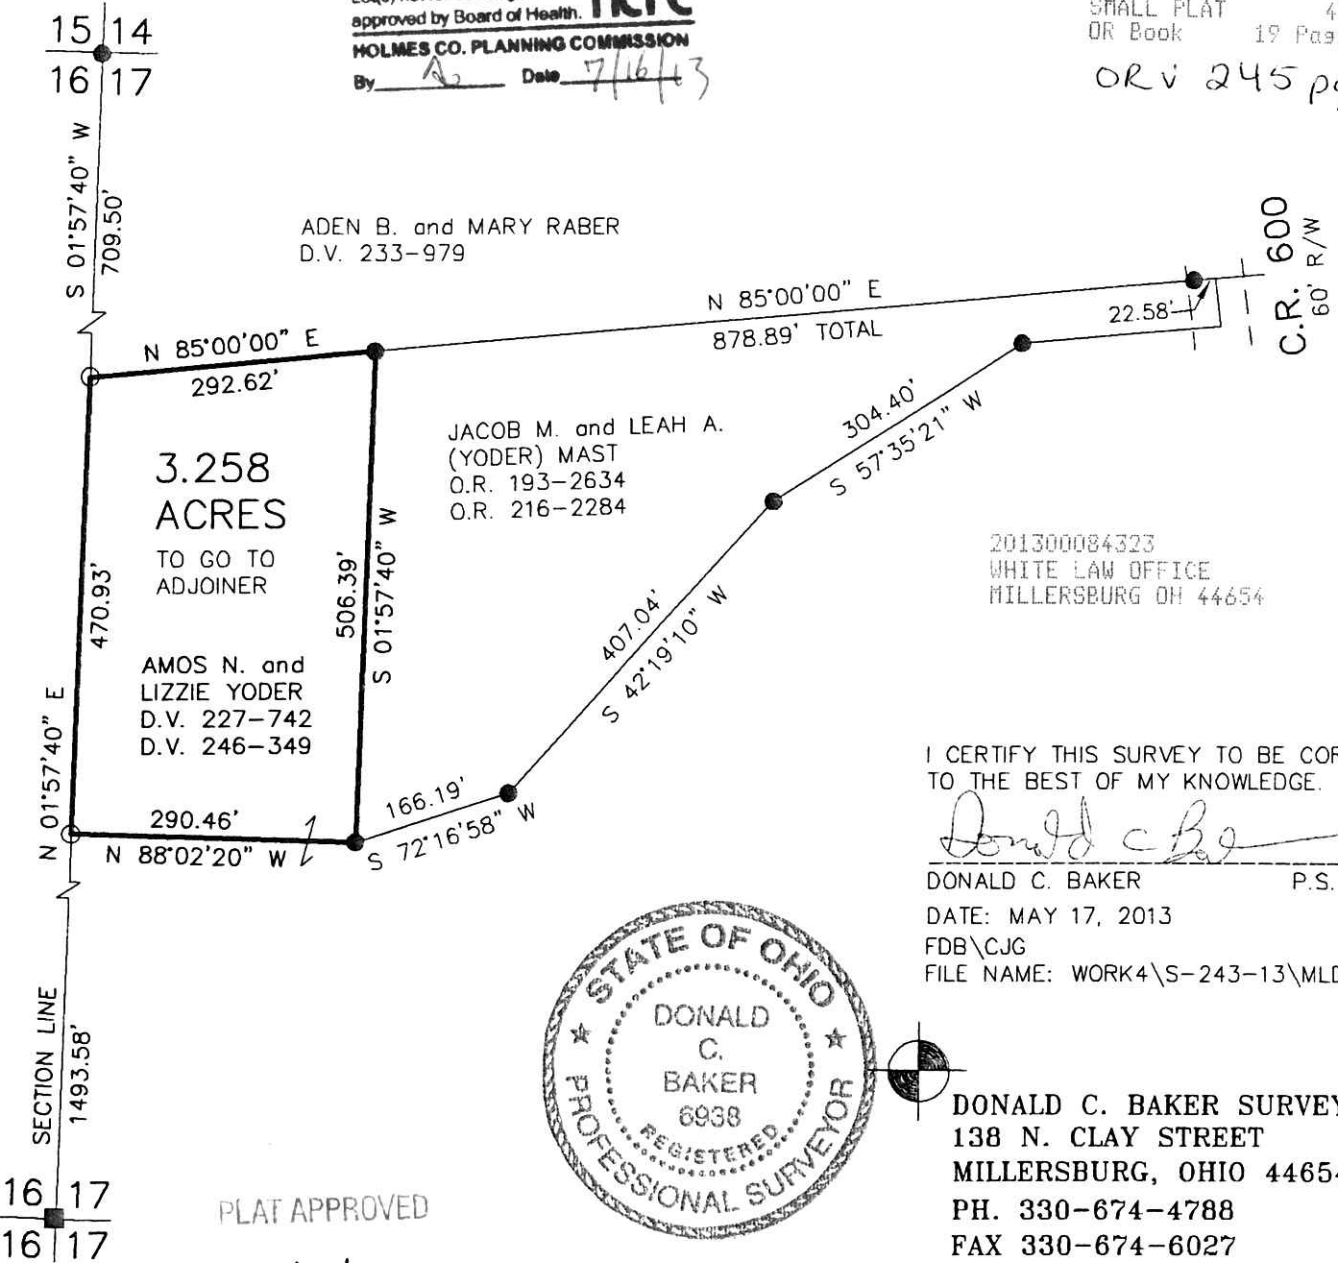 15 14
16 17
approved by Board of Health.
HOLMES CO. PLANNING COMMISSION
By Date 7/16/13
SMALL PLAT 4
OR Book 19
OR V 245
S 01°57'40" W
709.50'
ADEN B. and MARY RABER
D.V. 233-979
N 85°00'00" E
878.89' TOTAL
22.58'
C.R. 600
60' R/W
N 85°00'00" E
292.62'
3.258
ACRES
TO GO TO
ADJOINER
AMOS N. and
LIZZIE YODER
D.V. 227-742
D.V. 246-349
470.93'
N 01°57'40" E
506.39'
S 01°57'40" W
JACOB M. and LEAH A.
(YODER) MAST
O.R. 193-2634
O.R. 216-2284
304.40'
S 57°35'21" W
407.04'
S 42°19'10" W
166.19'
S 72°16'58" W
290.46'
N 88°02'20" W
201300084323
WHITE LAW OFFICE
MILLERSBURG OH 44654
I CERTIFY THIS SURVEY TO BE
TO THE BEST OF MY KNOWLEDGE.
Donald C Baker
DONALD C. BAKER P.S.
DATE: MAY 17, 2013
FDB\CJG
FILE NAME: WORK4\S-243-13\
STATE OF OHIO
DONALD
C.
BAKER
6938
REGISTERED
PROFESSIONAL SURVEYOR
SECTION LINE
1493.58'
16 17
16 17
PLAT APPROVED
DONALD C. BAKER
138 N. CLAY STREET
MILLERSBURG, OHIO 44654
PH. 330-674-4788
FAX 330-674-6027